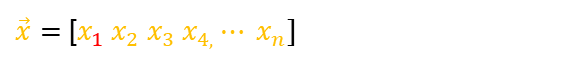 x⃗ = [x₁ x₂ x₃ x₄, ⋯ xₙ]